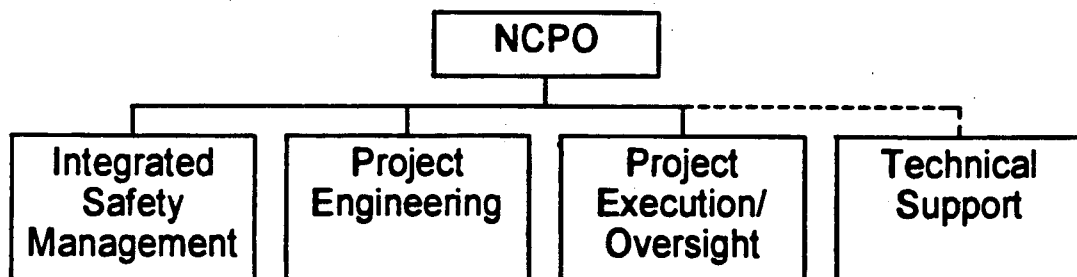 NCPO
Integrated
Safety
Management
Project
Engineering
Project
Execution/
Oversight
Technical
Support